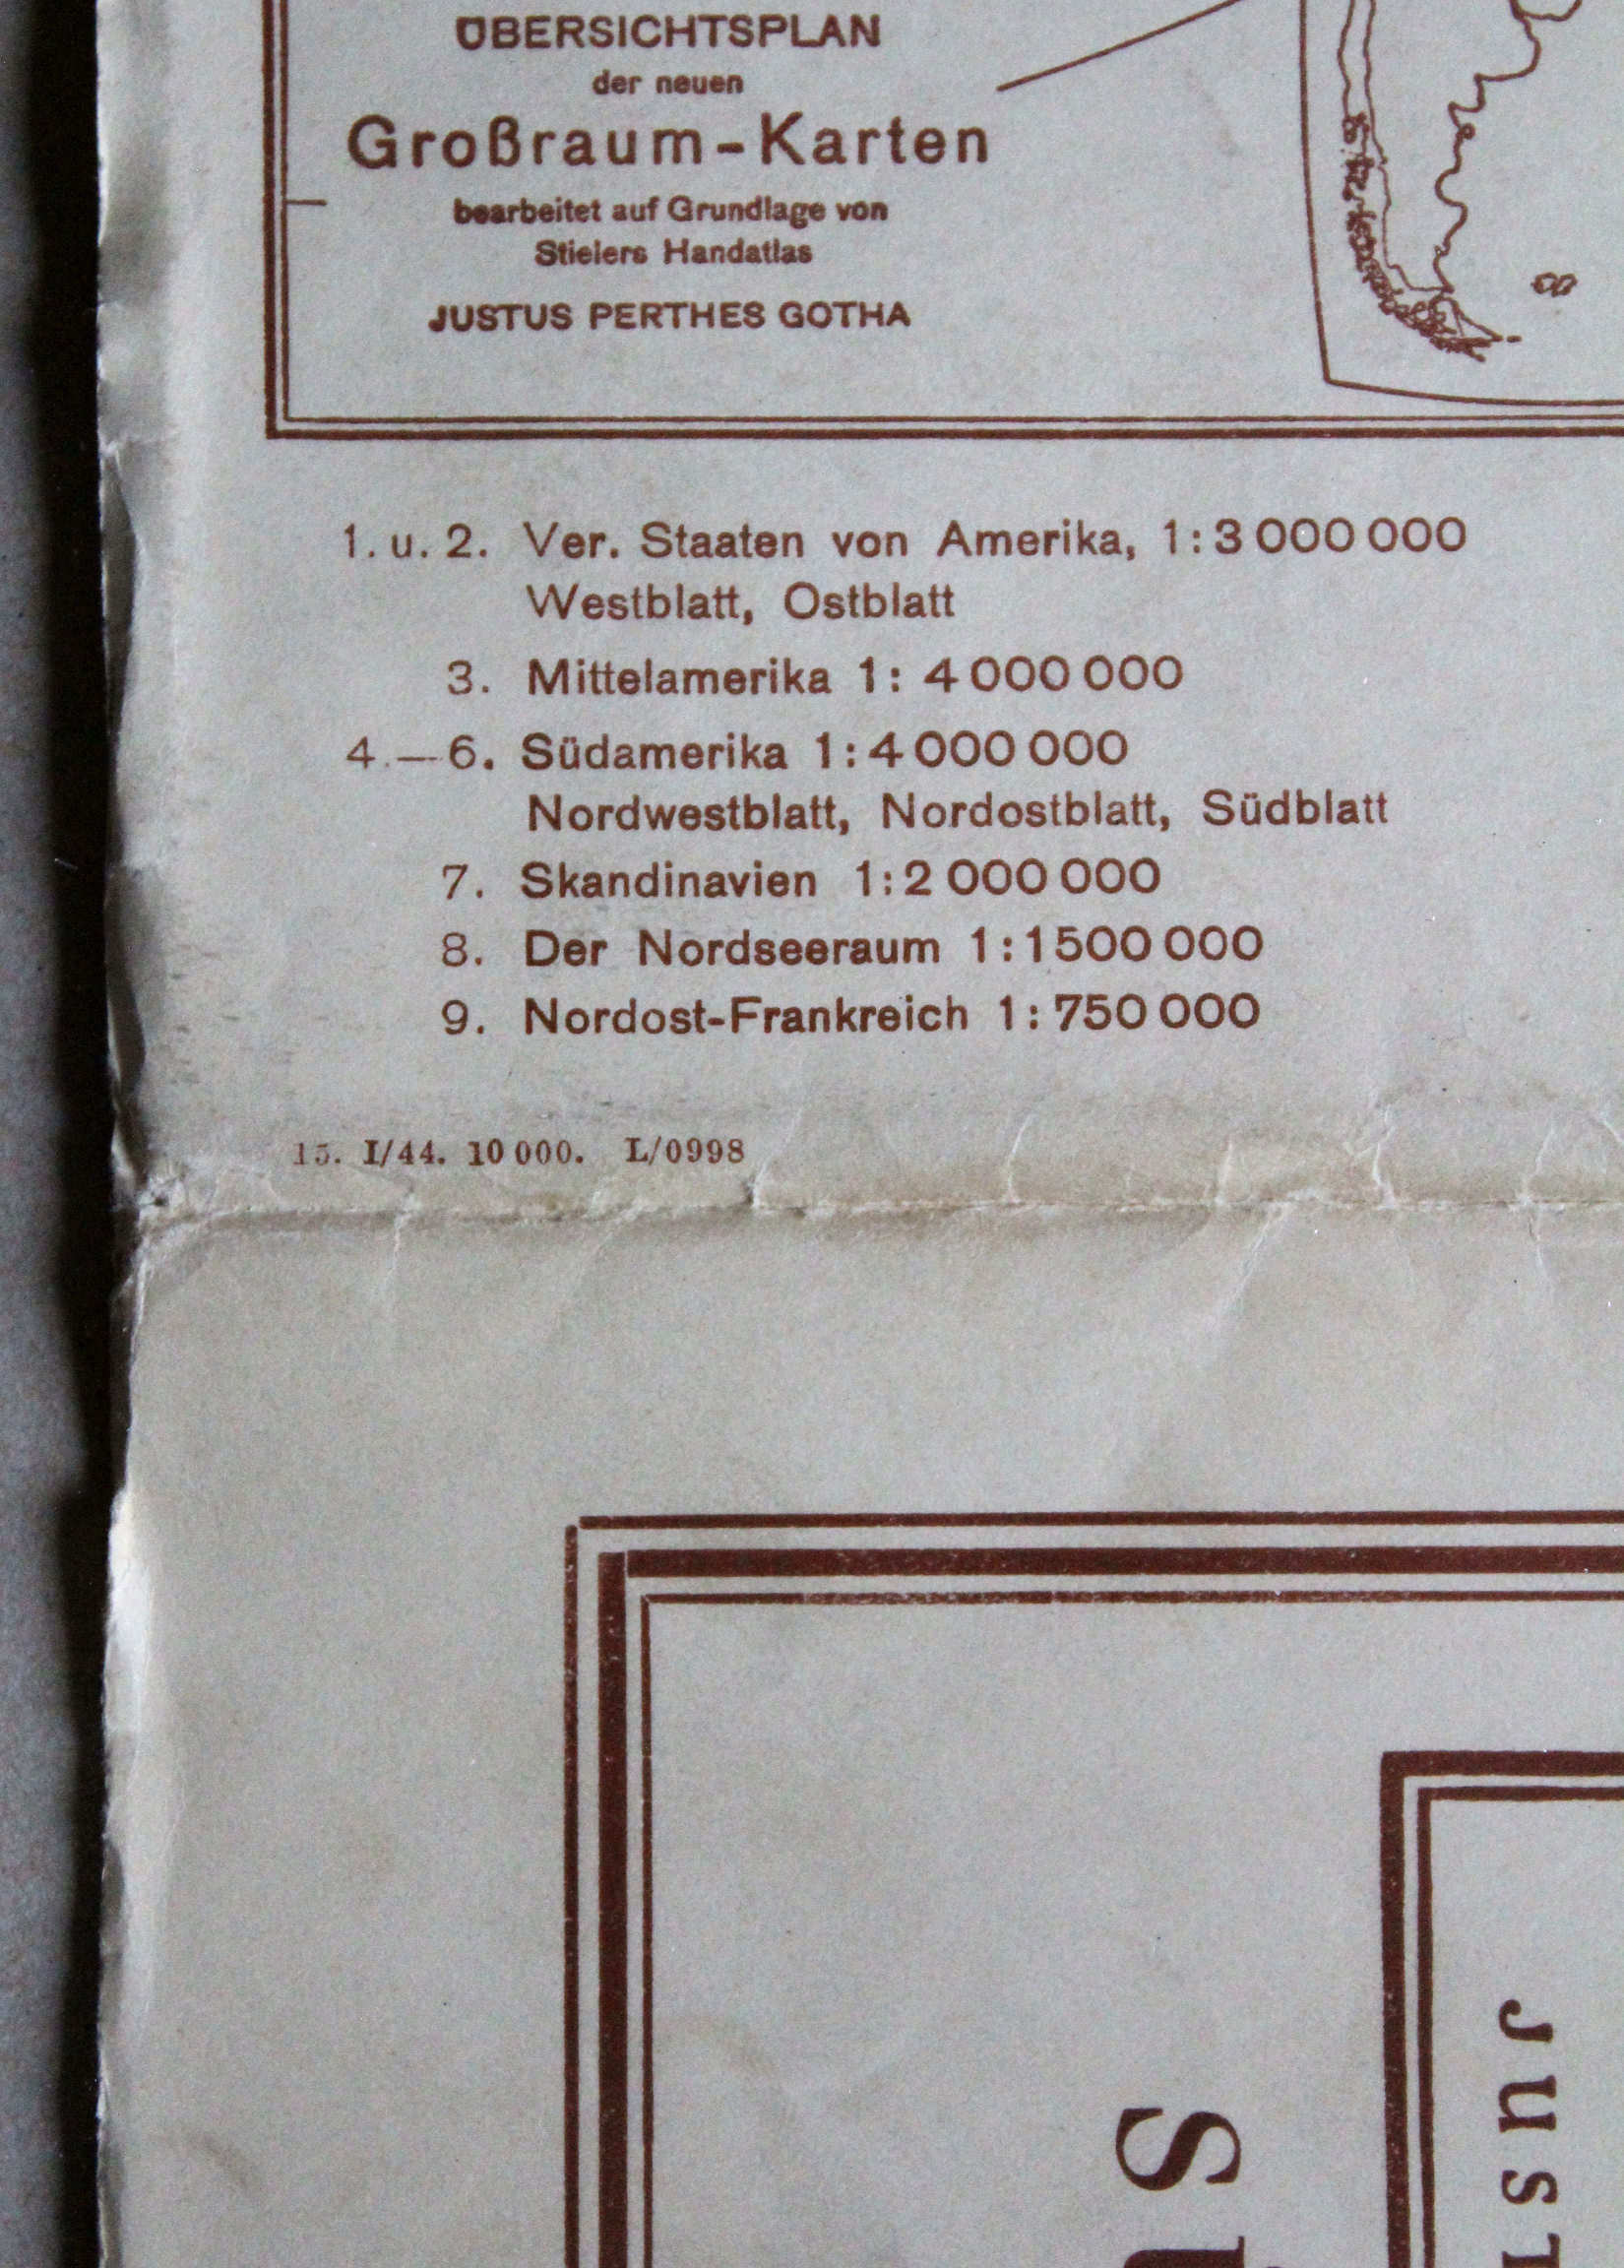 ÜBERSICHTSPLAN
der neuen
Großraum-Karten
bearbeitet auf Grundlage von
Stielers Handatlas
JUSTUS PERTHES GOTHA
1. u. 2. Ver. Staaten von Amerika, 1:3 000 000
Westblatt, Ostblatt
3. Mittelamerika 1: 4 000 000
4.—6. Südamerika 1:4 000 000
Nordwestblatt, Nordostblatt, Südblatt
7. Skandinavien 1:2 000 000
8. Der Nordseeraum 1:1 500 000
9. Nordost-Frankreich 1: 750 000
15. I/44. 10 000. L/0998
S
JUS